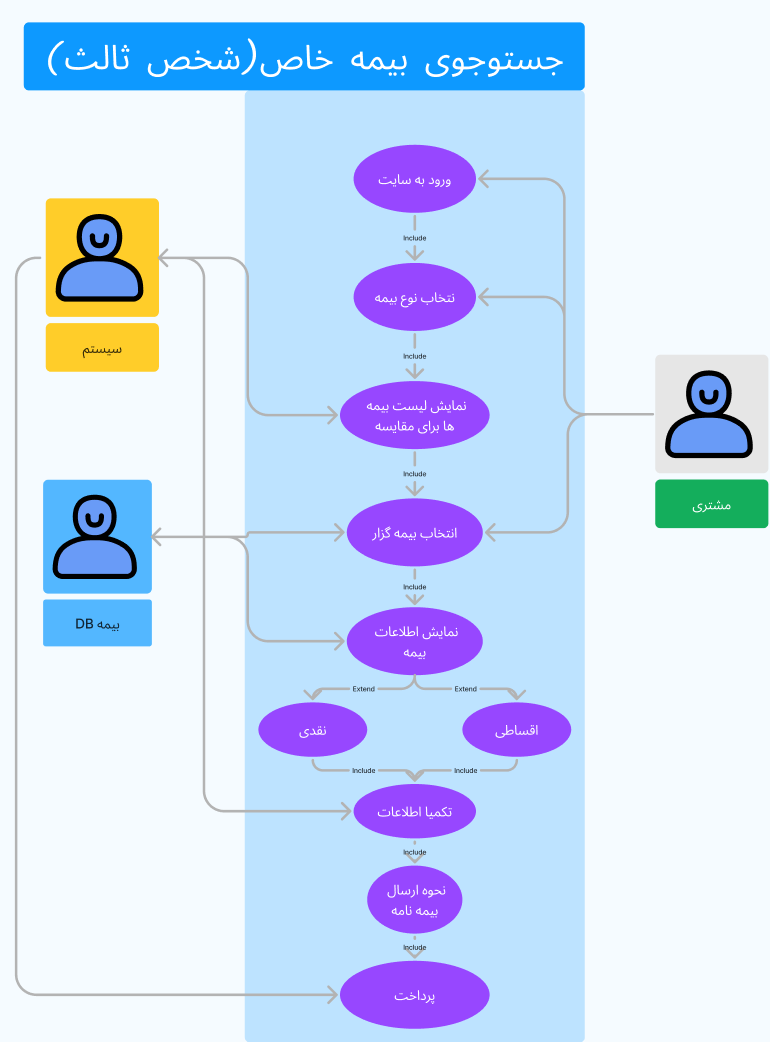 جستوجوی بیمه خاص(شخص ثالث)
ورود به سایت
Include
نتخاب نوع بیمه
Include
نمایش لیست بیمه
ها برای مقایسه
Include
انتخاب بیمه گزار
Include
نمایش اطلاعات
بیمه
Extend
Extend
نقدی
اقساطی
Include
Include
تکمیا اطلاعات
Include
نحوه ارسال
بیمه نامه
Include
پرداخت
سیستم
بیمه DB
مشتری